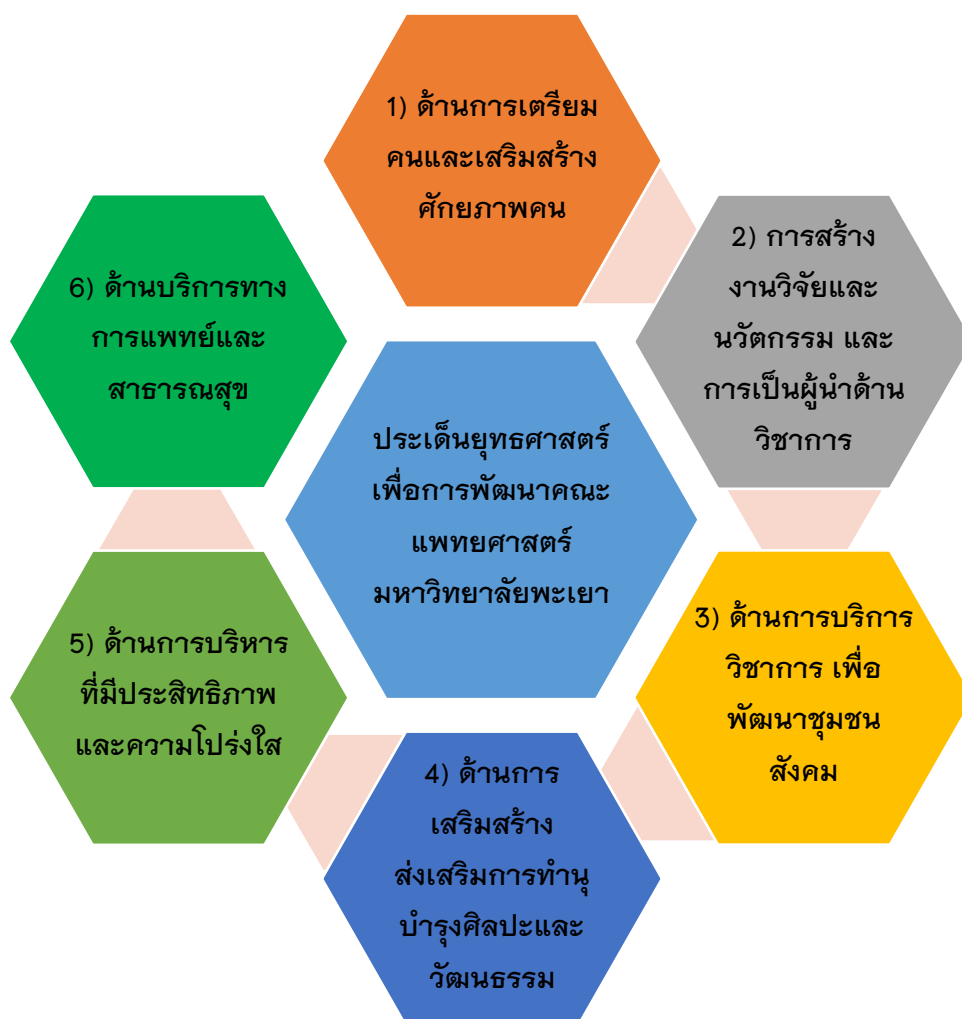 1) ด้านการเตรียม
คนและเสริมสร้าง
ศักยภาพคน
2) การสร้าง
งานวิจัยและ
นวัตกรรม และ
การเป็นผู้นำด้าน
วิชาการ
3) ด้านการบริการ
วิชาการ เพื่อ
พัฒนาชุมชน
สังคม
4) ด้านการ
เสริมสร้าง
ส่งเสริมการทำนุ
บำรุงศิลปะและ
วัฒนธรรม
5) ด้านการบริหาร
ที่มีประสิทธิภาพ
และความโปร่งใส
6) ด้านบริการทาง
การแพทย์และ
สาธารณสุข
ประเด็นยุทธศาสตร์
เพื่อการพัฒนาคณะ
แพทยศาสตร์
มหาวิทยาลัยพะเยา